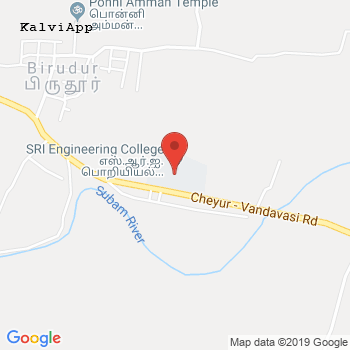 Ponni Amman Temple
பொன்னி
அம்மன்...
KalviApp
Birudur
பிருதூர்
SRI Engineering College
எஸ்.ஆர்.ஐ.
பொறியியல்...
Cheyur - Vandavasi Rd
Subam River
Google
Map data ©2019 Google